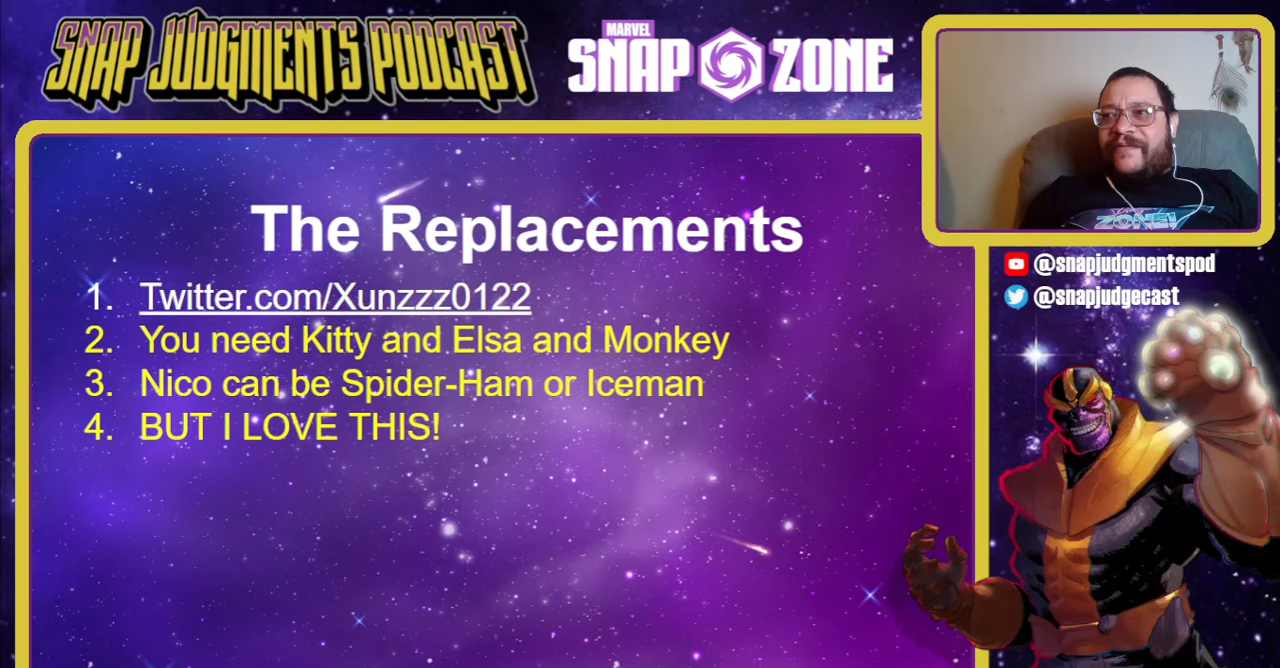 SNAP JUDGMENTS PODCAST
MARVEL
SNAP ZONE
The Replacements
1. Twitter.com/Xunzzz0122
2. You need Kitty and Elsa and Monkey
3. Nico can be Spider-Ham or Iceman
4. BUT I LOVE THIS!
ZONE!
@snapjudgmentspod
@snapjudgecast